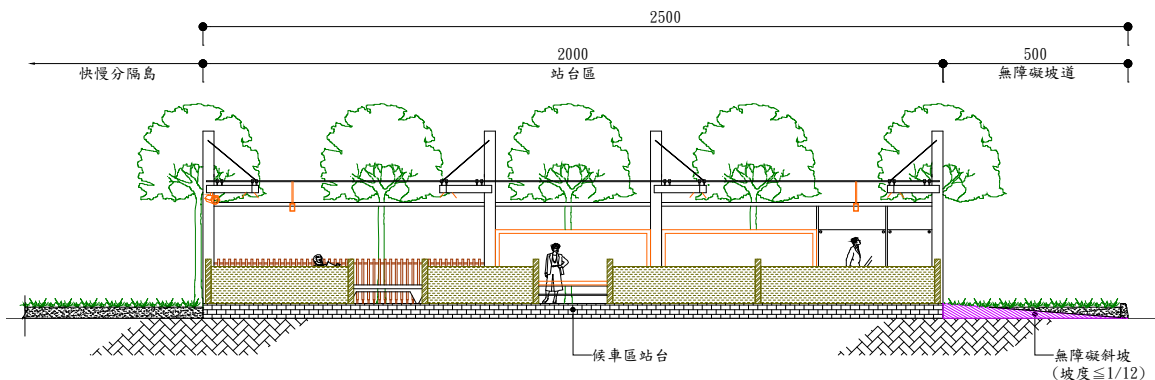 2500
2000
500
快慢分隔島
站台區
無障礙坡道
候車區站台
無障礙斜坡
(坡度≦1/12)